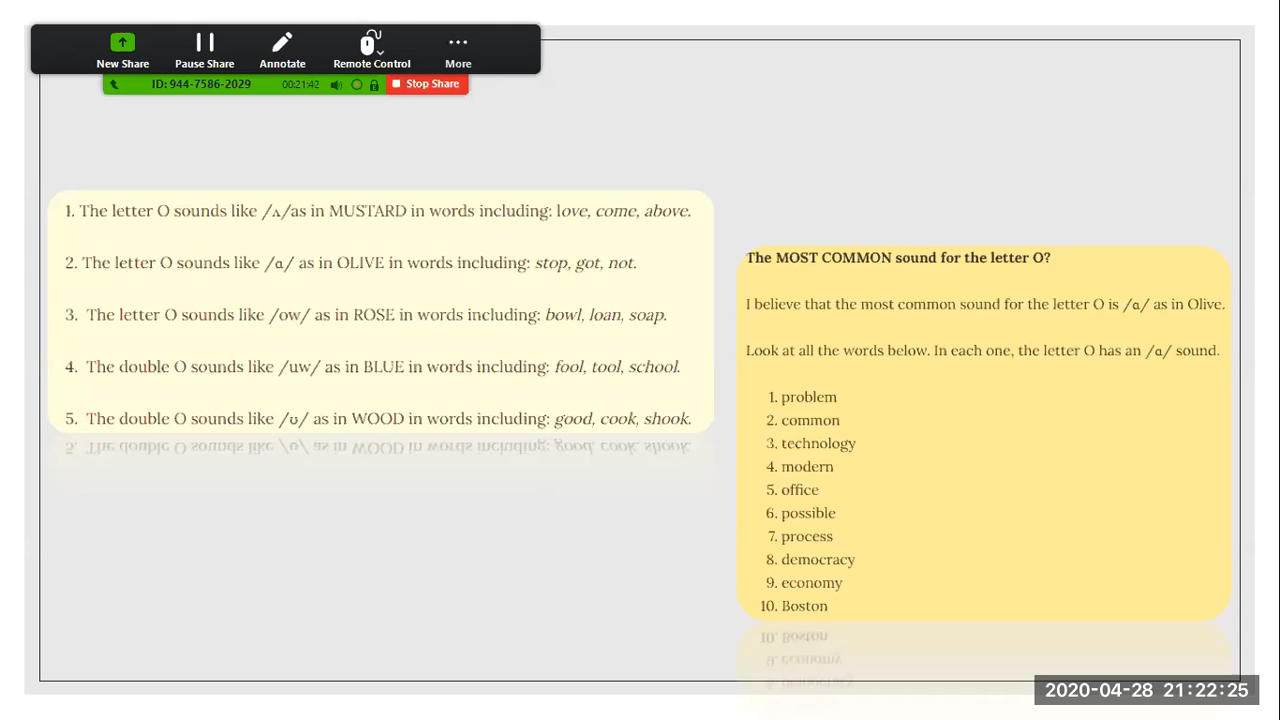 New Share
Pause Share
Annotate
Remote Control
More
ID: 944-7586-2029
00:21:42
Stop Share
1. The letter O sounds like /ʌ/as in MUSTARD in words including: love, come, above.
2. The letter O sounds like /ɑ/ as in OLIVE in words including: stop, got, not.
3. The letter O sounds like /ow/ as in ROSE in words including: bowl, loan, soap.
4. The double O sounds like /uw/ as in BLUE in words including: fool, tool, school.
5. The double O sounds like /ʊ/ as in WOOD in words including: good, cook, shook.
The MOST COMMON sound for the letter O?
I believe that the most common sound for the letter O is /ɑ/ as in Olive.
Look at all the words below. In each one, the letter O has an /ɑ/ sound.
1. problem
2. common
3. technology
4. modern
5. office
6. possible
7. process
8. democracy
9. economy
10. Boston
2020-04-28 21:22:25